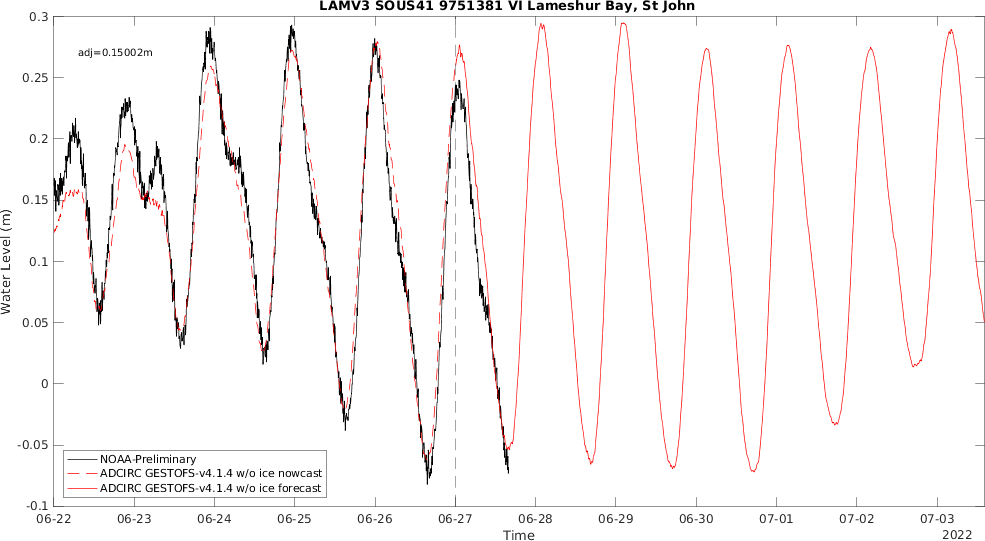 LAMV3 SOUS41 9751381 VI Lameshur Bay, St John
adj=0.15002m
0.3
0.25
0.2
0.15
0.1
0.05
0
-0.05
-0.1
Water Level (m)
NOAA-Preliminary
ADCIRC GESTOFS-v4.1.4 w/o ice nowcast
ADCIRC GESTOFS-v4.1.4 w/o ice forecast
06-22 06-23 06-24 06-25 06-26 06-27 06-28 06-29 06-30 07-01 07-02 07-03
Time
2022